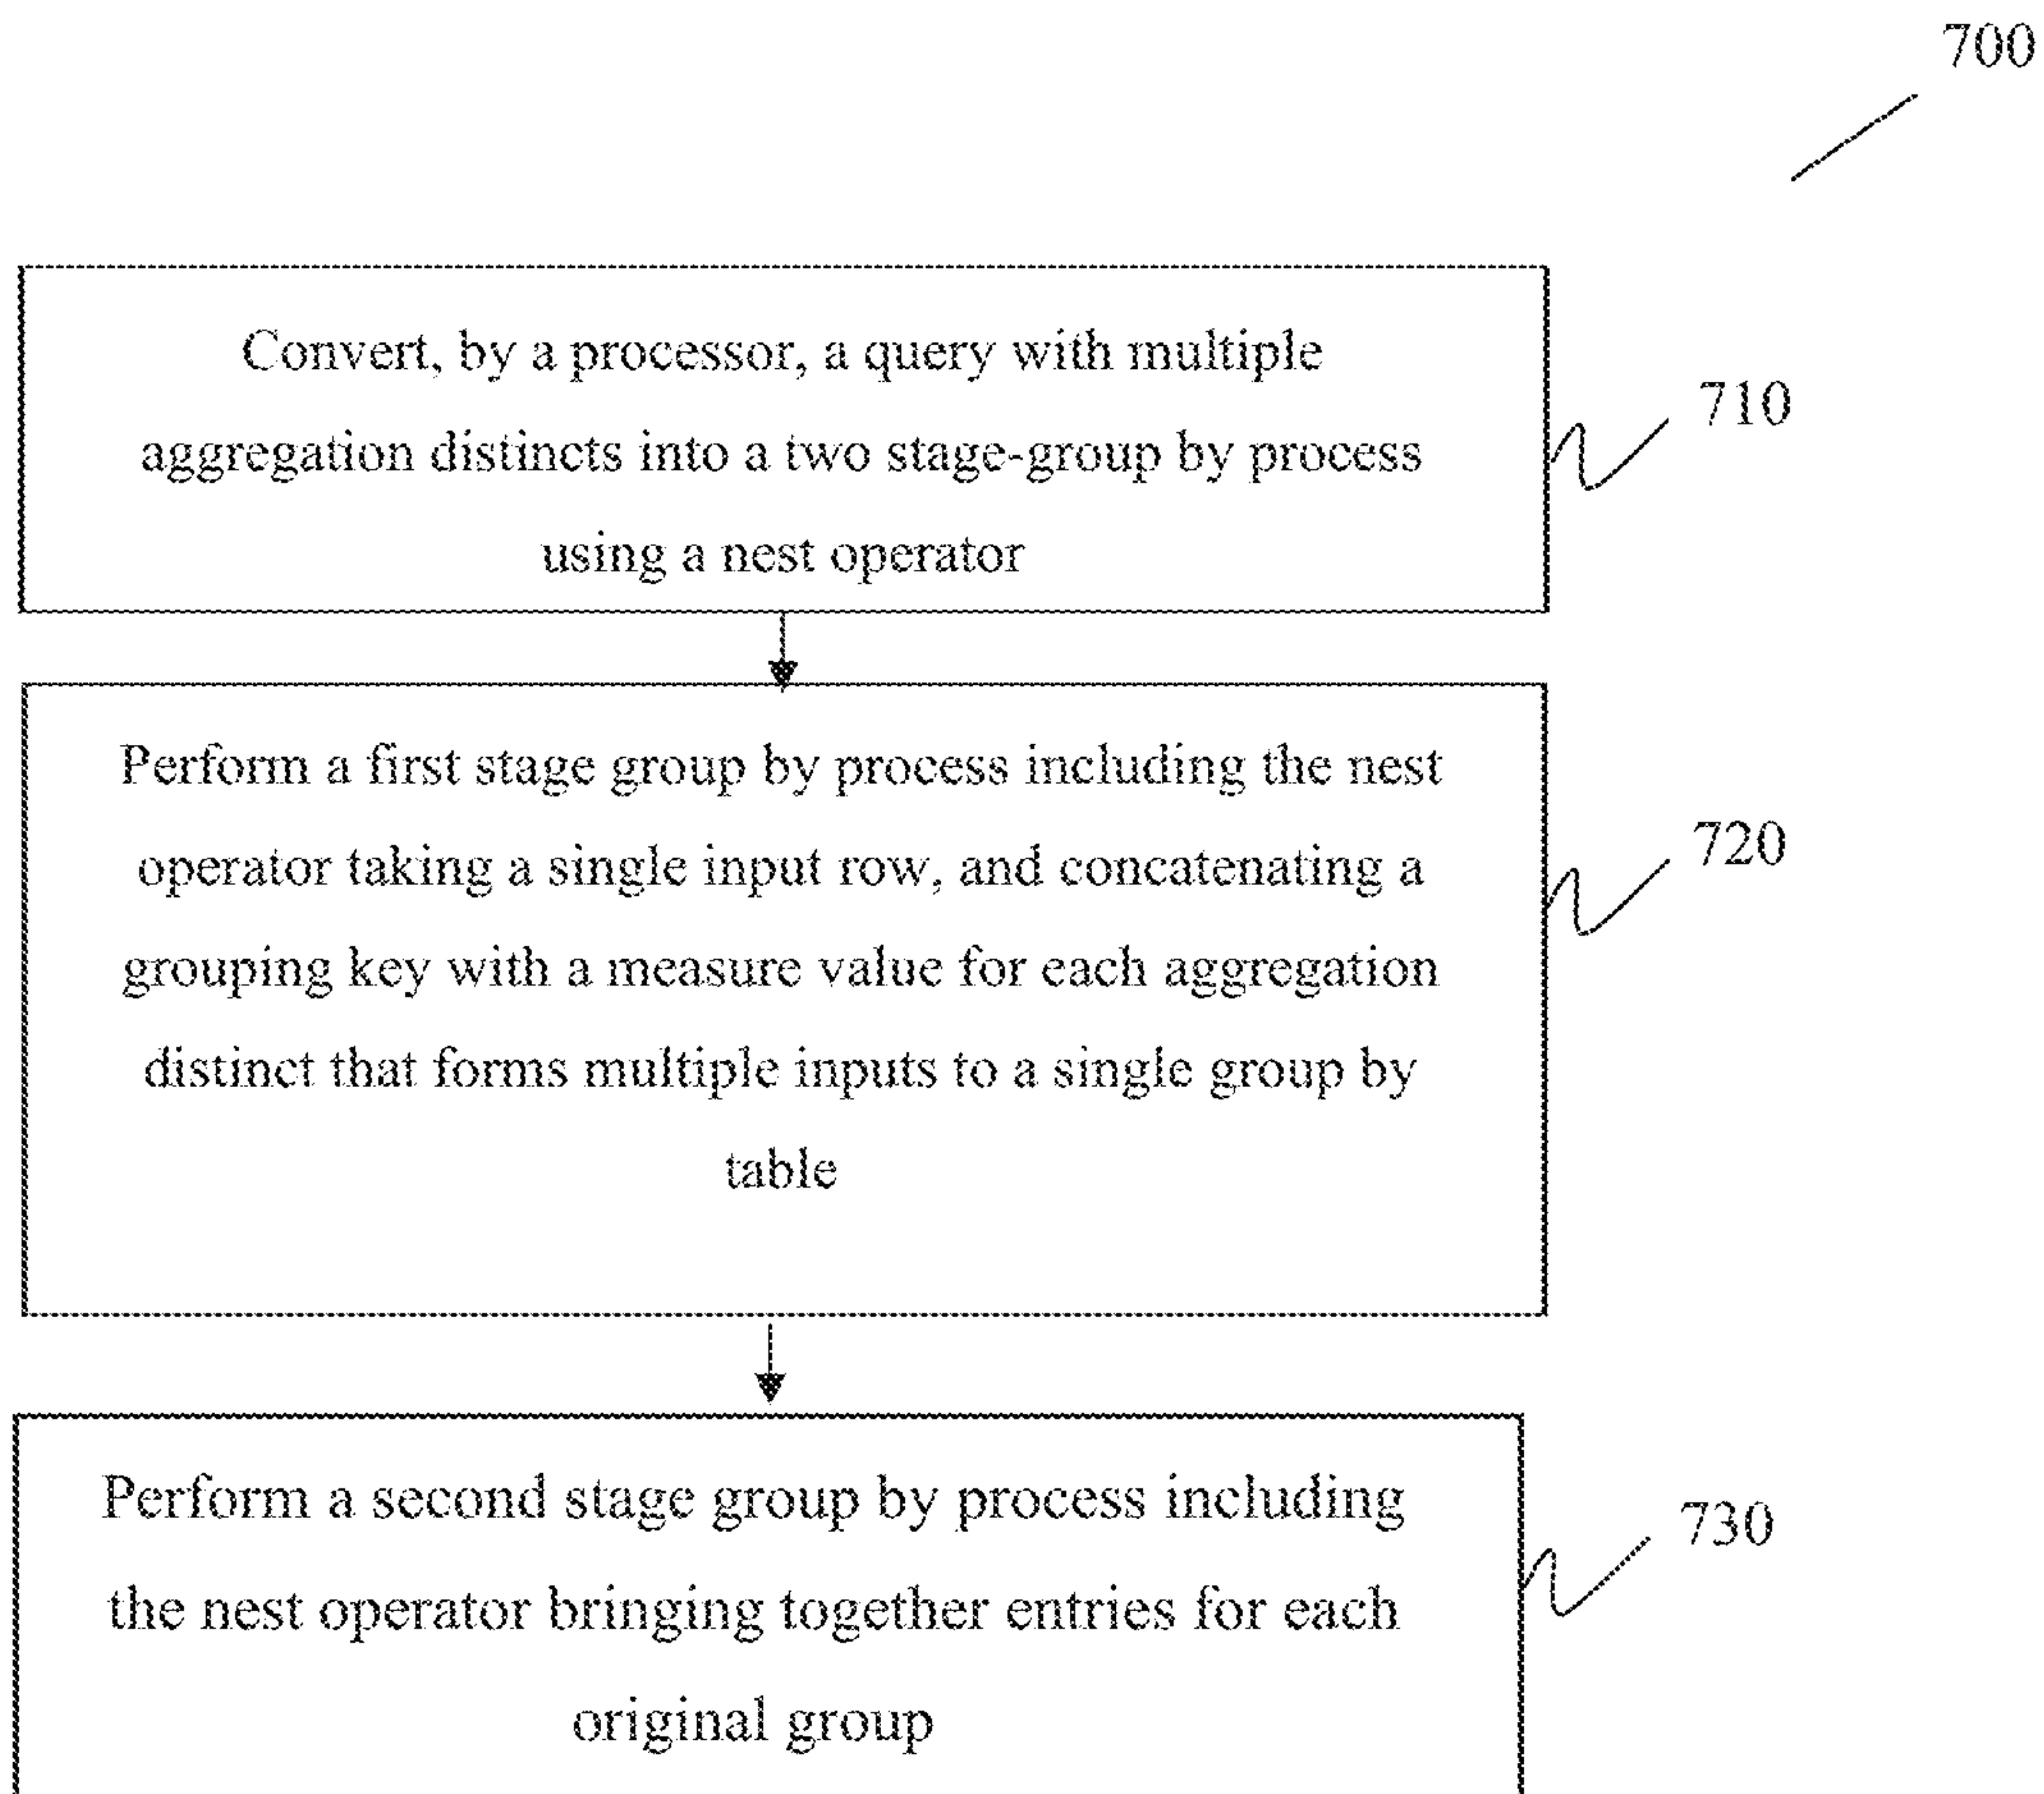 700
Convert, by a processor, a query with multiple
aggregation distincts into a two stage-group by process
using a nest operator
710
Perform a first stage group by process including the nest
operator taking a single input row, and concatenating a
grouping key with a measure value for each aggregation
distinct that forms multiple inputs to a single group by
table
720
Perform a second stage group by process including
the nest operator bringing together entries for each
original group
730